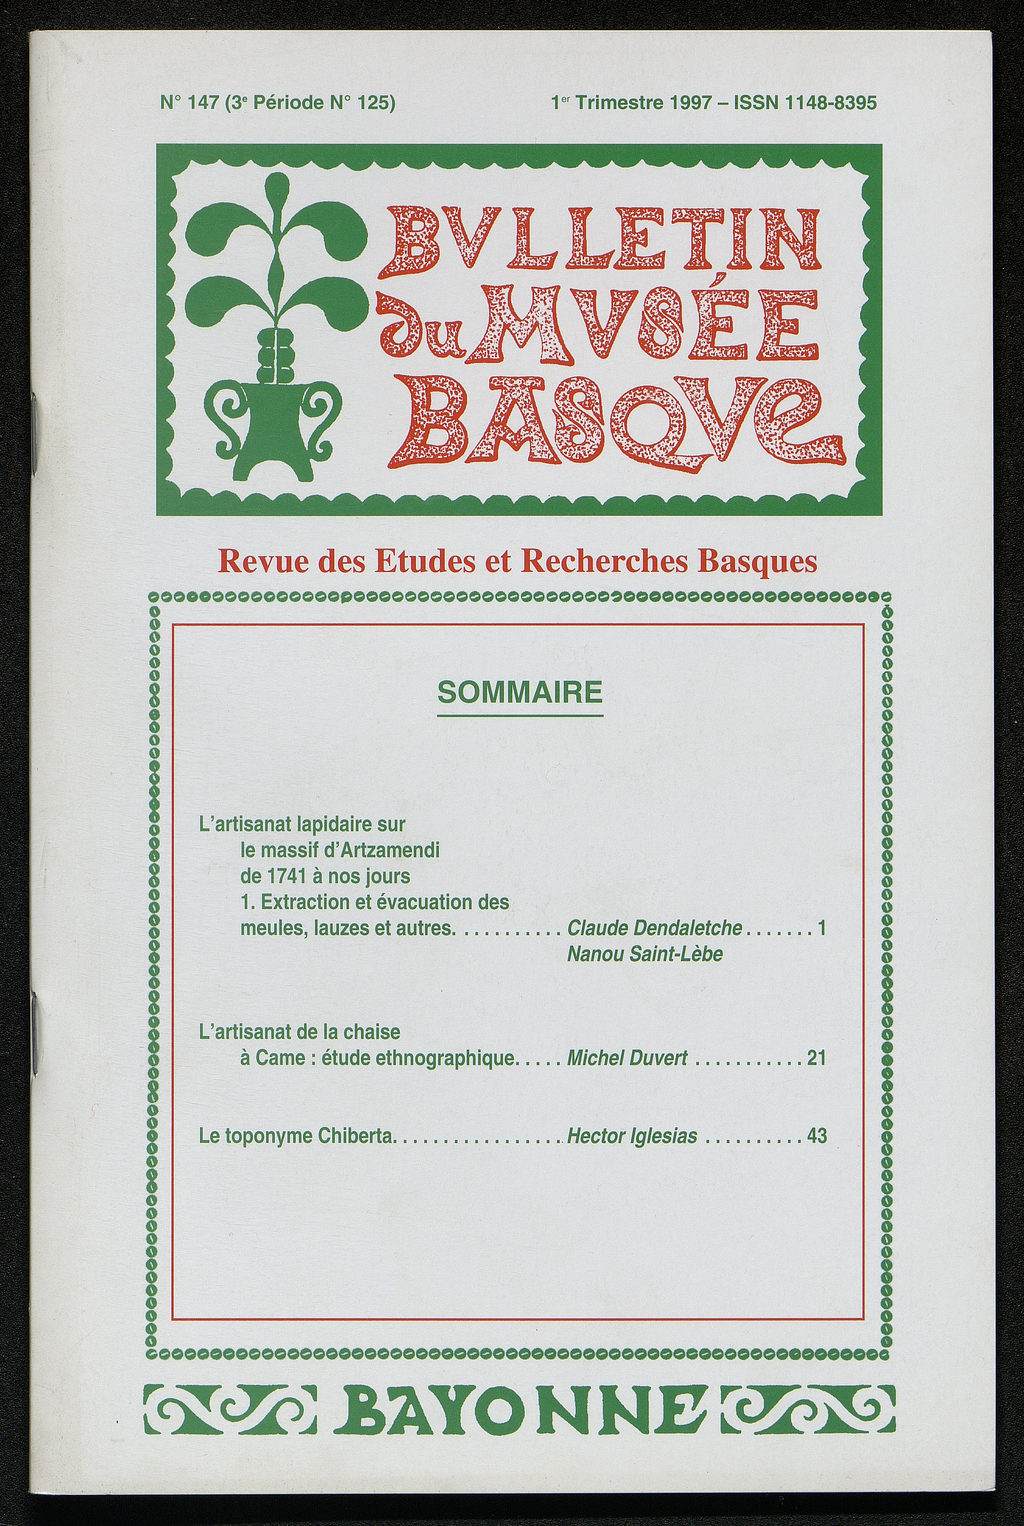 N° 147 (3e Période N° 125)
1er Trimestre 1997 – ISSN 1148-8395
BVLLETIN
du MVSÉE
BASQVe
Revue des Etudes et Recherches Basques
SOMMAIRE
L'artisanat lapidaire sur
le massif d'Artzamendi
de 1741 à nos jours
1. Extraction et évacuation des
meules, lauzes et autres. . . . . . . . . . . Claude Dendaletche . . . . . . . 1
Nanou Saint-Lèbe
L'artisanat de la chaise
à Came : étude ethnographique. . . . . Michel Duvert . . . . . . . . . . . 21
Le toponyme Chiberta. . . . . . . . . . . . . . . . . Hector Iglesias . . . . . . . . . . 43
BAYONNE